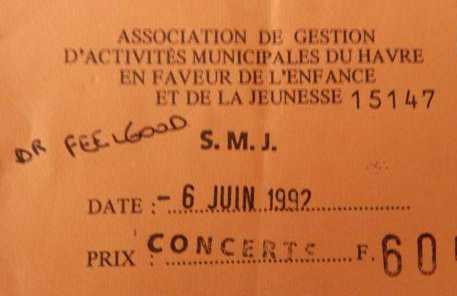 ASSOCIATION DE GESTION
D'ACTIVITÉS MUNICIPALES DU HAVRE
EN FAVEUR DE L'ENFANCE
ET DE LA JEUNESSE 15147
DR FEELGOOD S. M. J.
DATE : - 6 JUIN 1992
PRIX : CONCERTS F. 60